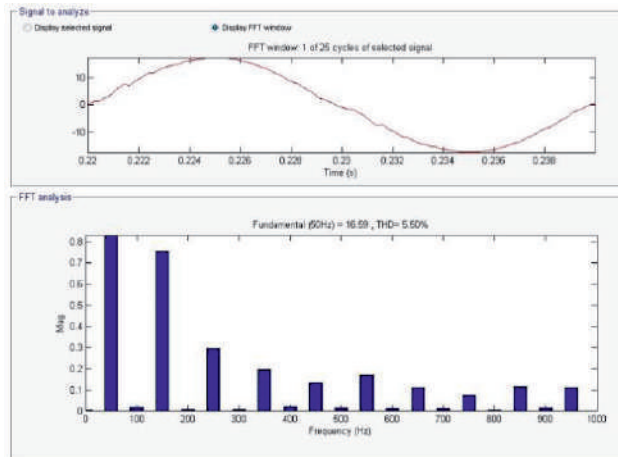 Signal to analyze
Display selected signal Display FFT window
FFT window: 1 of 25 cycles of selected signal
10
0
-10
0.22 0.222 0.224 0.226 0.228 0.23 0.232 0.234 0.236 0.238
Time (s)
FFT analysis
Fundamental (50Hz) = 16.59 , THD= 5.50%
0.8
0.7
0.6
0.5
0.4
0.3
0.2
0.1
0
Mag
0 100 200 300 400 500 600 700 800 900 1000
Frequency (Hz)